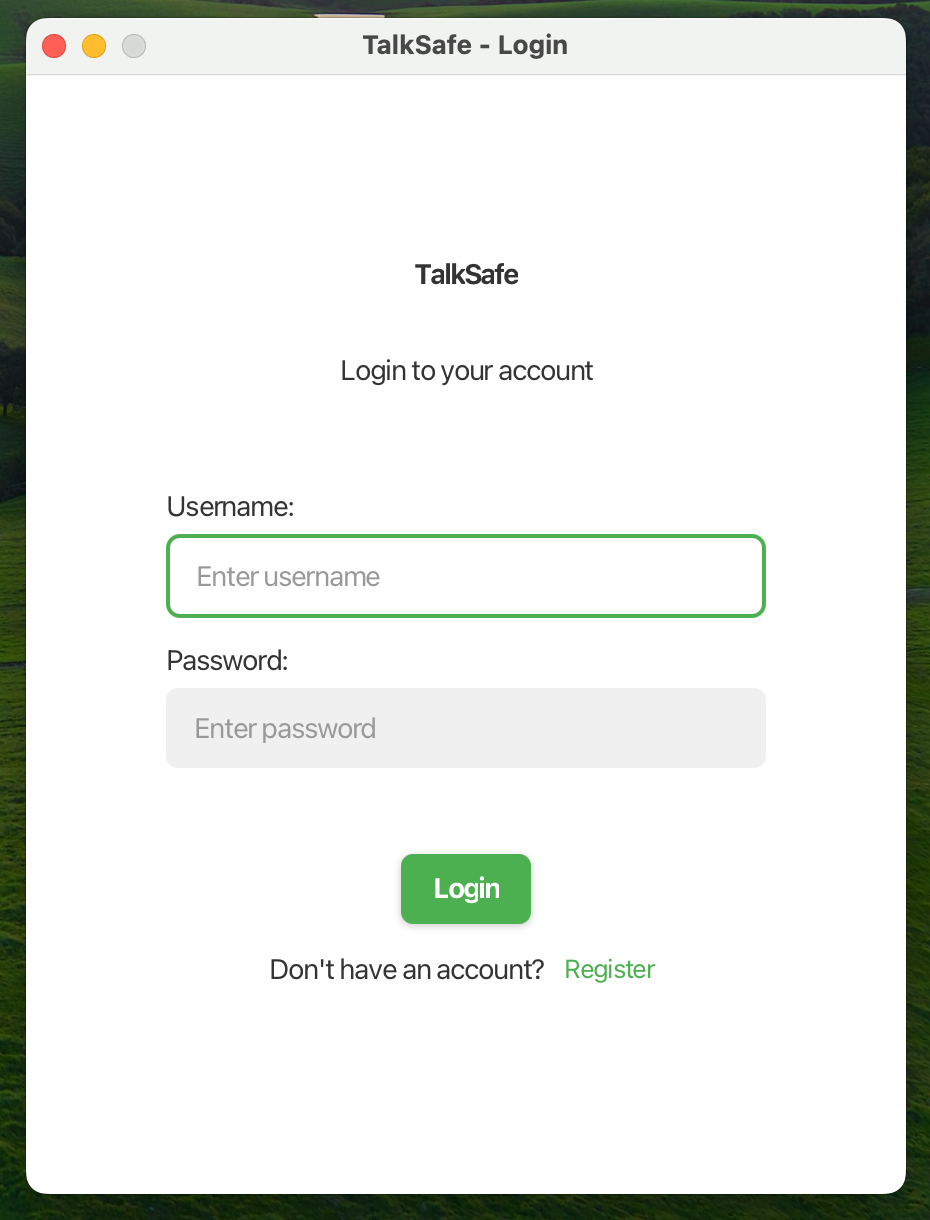 TalkSafe - Login
TalkSafe
Login to your account
Username:
Enter username
Password:
Enter password
Login
Don't have an account? Register